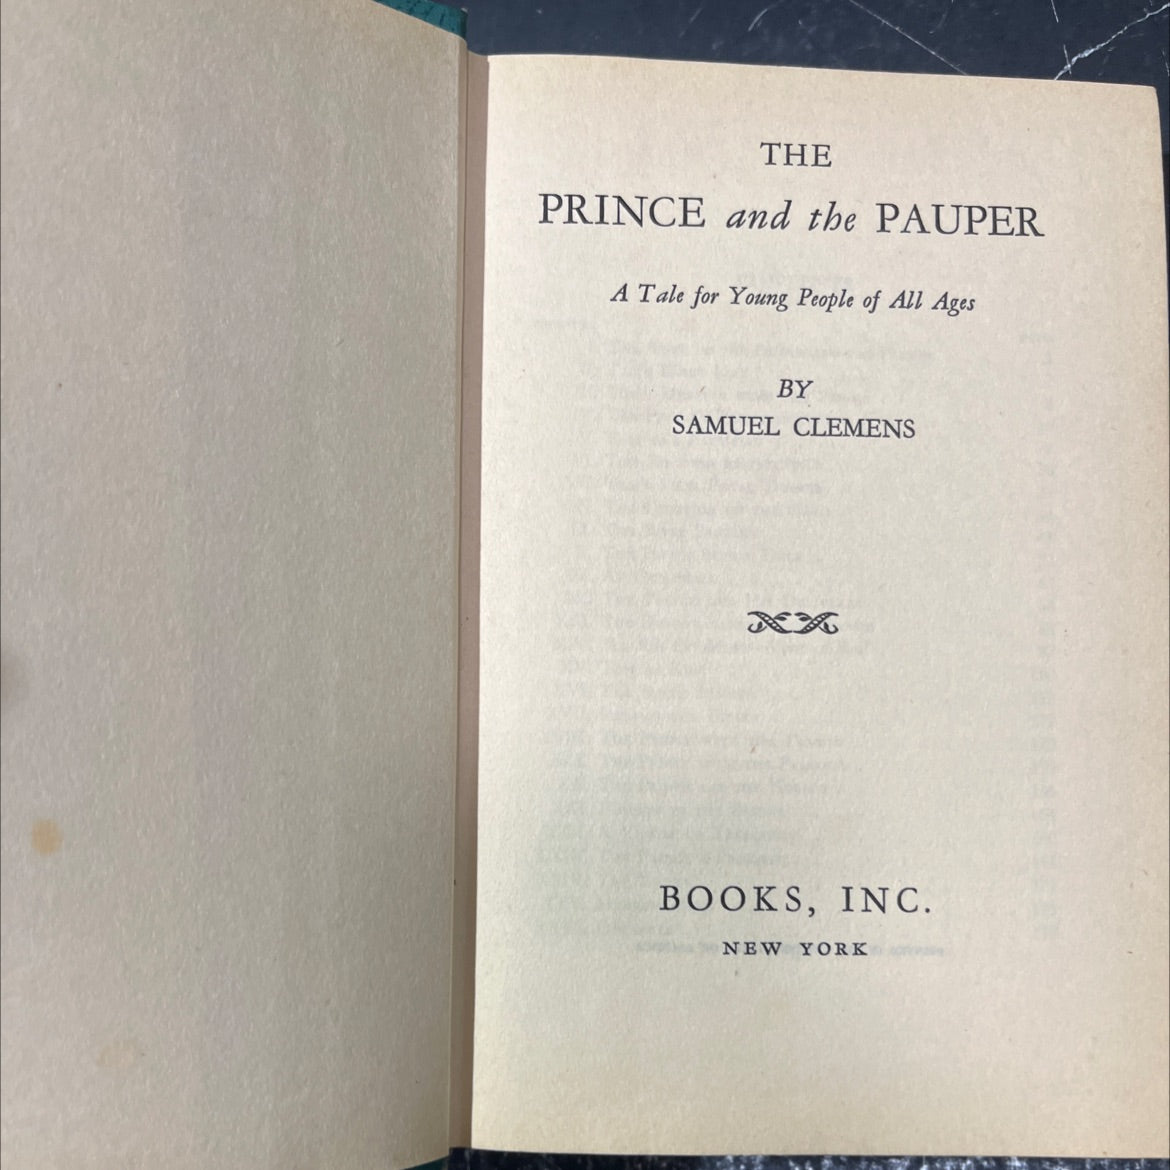 THE
PRINCE and the PAUPER
A Tale for Young People of All Ages
BY
SAMUEL CLEMENS
BOOKS, INC.
NEW YORK